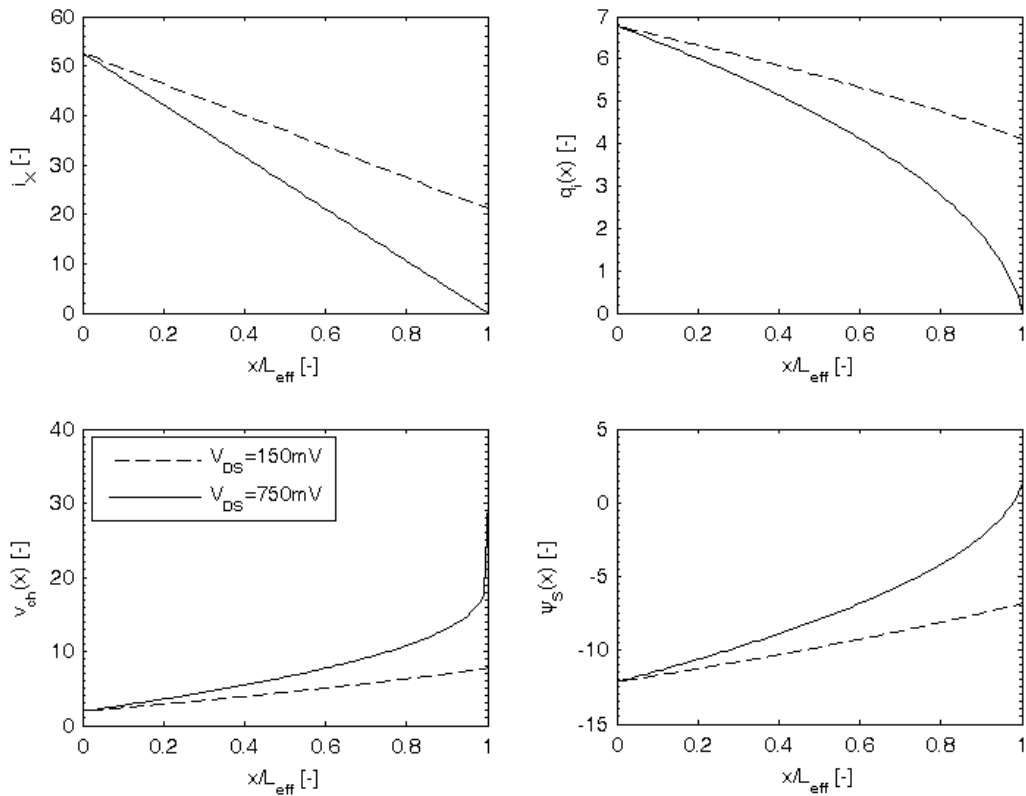 60
50
40
30
20
10
0
i_X [-]
0 0.2 0.4 0.6 0.8 1
x/L_eff [-]
7
6
5
4
3
2
1
0
q_i(x) [-]
0 0.2 0.4 0.6 0.8 1
x/L_eff [-]
40
30
20
10
0
v_ch(x) [-]
V_DS=150mV
V_DS=750mV
0 0.2 0.4 0.6 0.8 1
x/L_eff [-]
5
0
-5
-10
-15
ψ_S(x) [-]
0 0.2 0.4 0.6 0.8 1
x/L_eff [-]